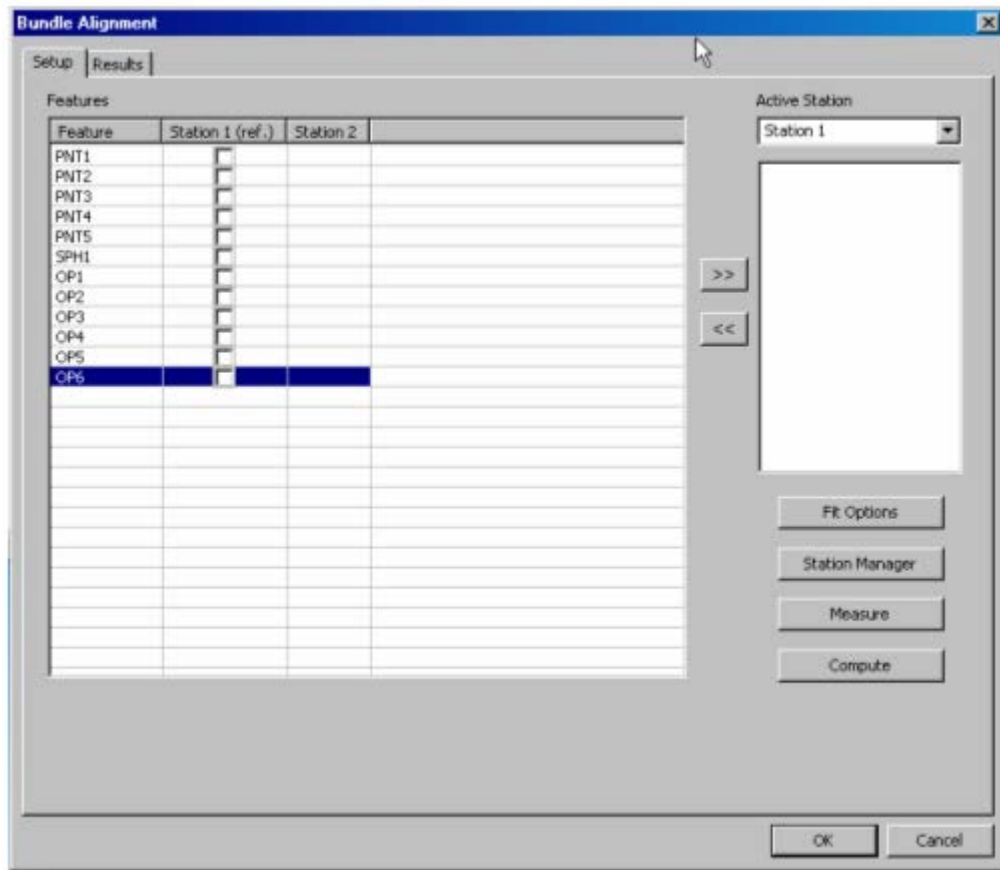 Bundle Alignment
Setup Results
Features
Feature Station 1 (ref.) Station 2
PNT1
PNT2
PNT3
PNT4
PNT5
SPH1
OP1
OP2
OP3
OP4
OP5
OP6
>>
<<
Active Station
Station 1
Fit Options
Station Manager
Measure
Compute
OK Cancel